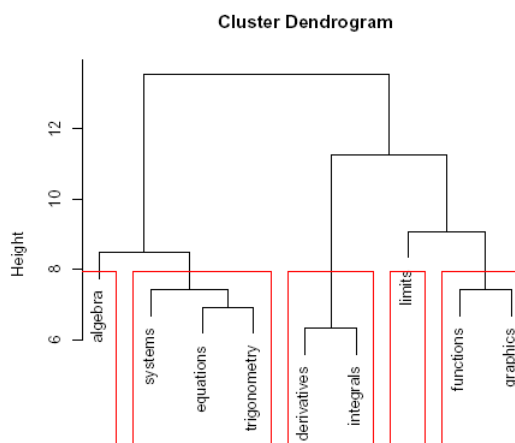 Cluster Dendrogram
Height
12
10
8
6
algebra
systems
equations
trigonometry
derivatives
integrals
limits
functions
graphics